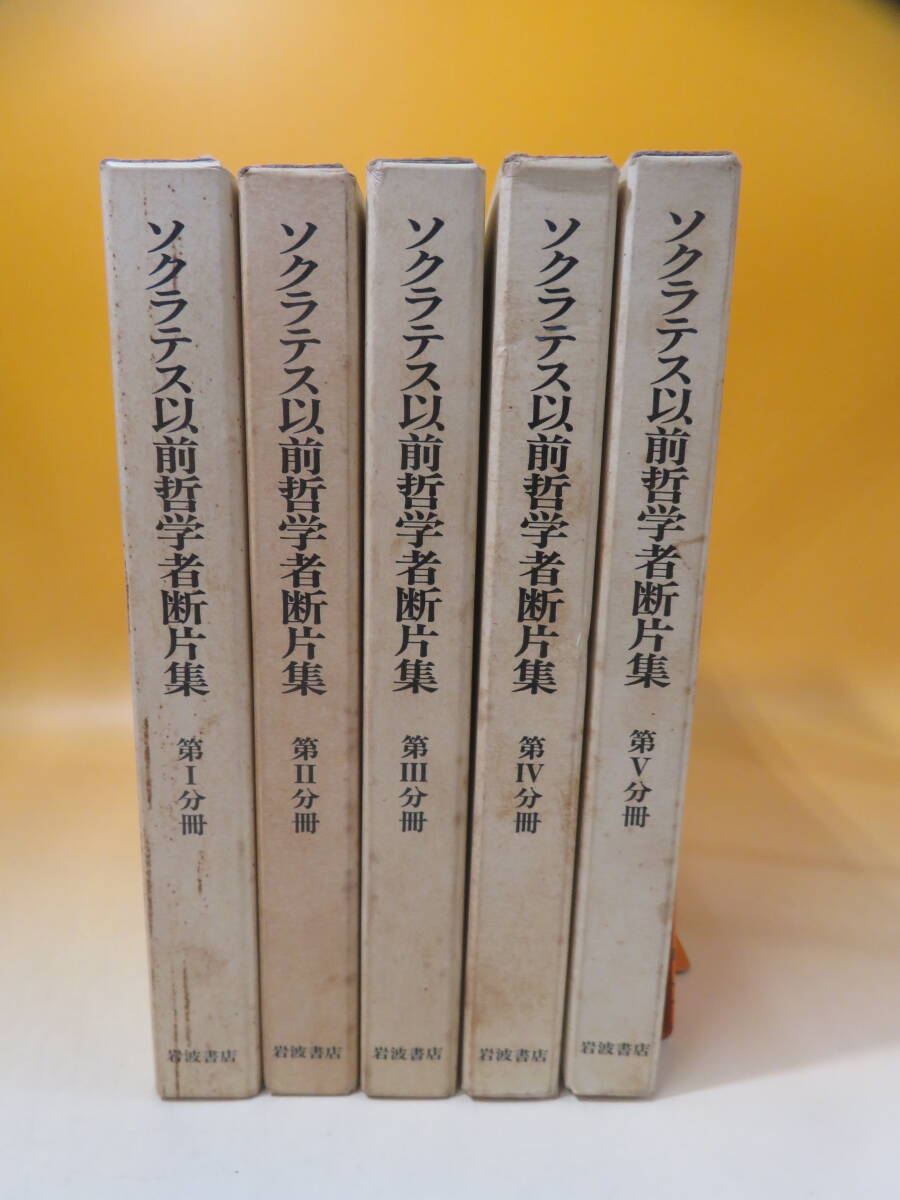 ソクラテス以前哲学者断片集
第I分冊
岩波書店
ソクラテス以前哲学者断片集
第II分冊
岩波書店
ソクラテス以前哲学者断片集
第III分冊
岩波書店
ソクラテス以前哲学者断片集
第IV分冊
岩波書店
ソクラテス以前哲学者断片集
第V分冊
岩波書店